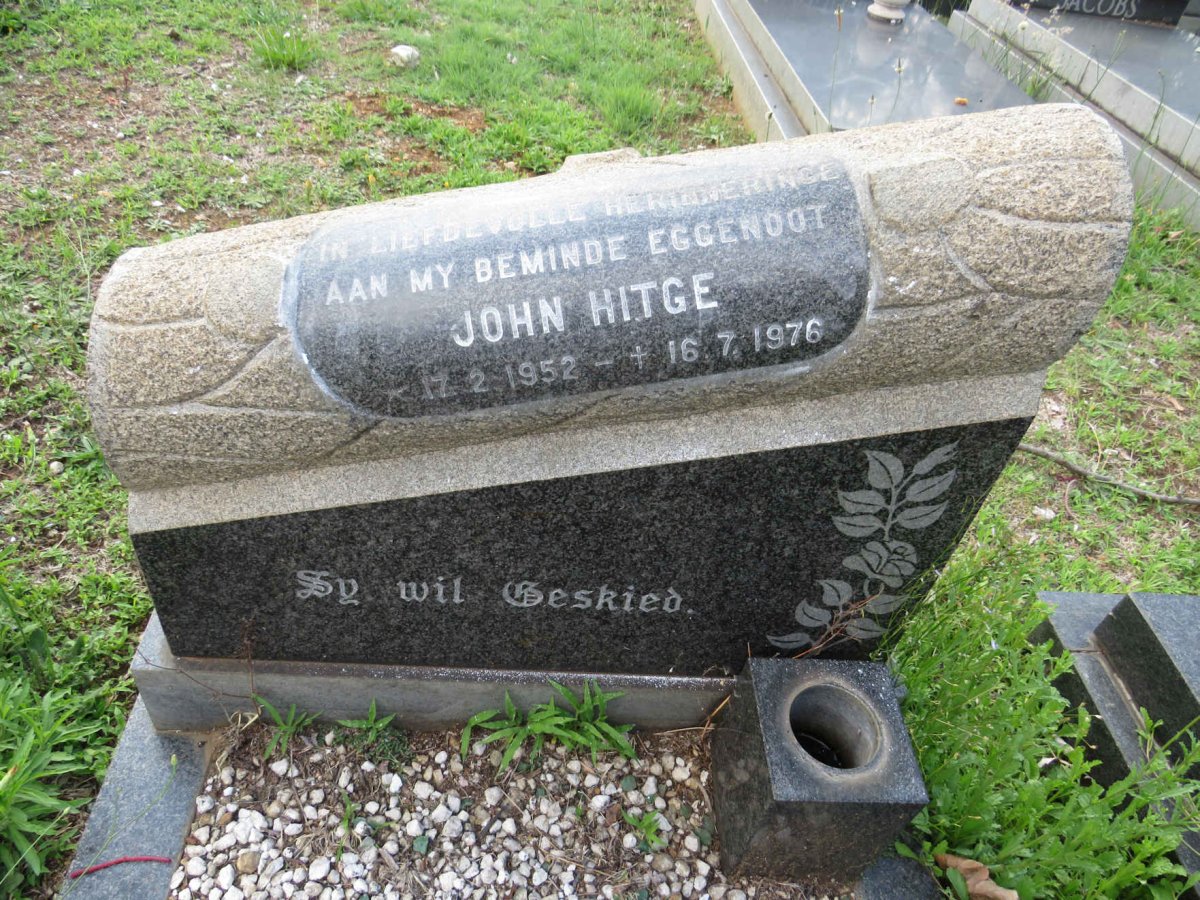 JACOBS
IN LIEFDEVOLLE HERINNERINGE
AAN MY BEMINDE EGGENOOT
JOHN HITGE
* 17 2 1952 – † 16 7 1976
Sy wil Geskied.